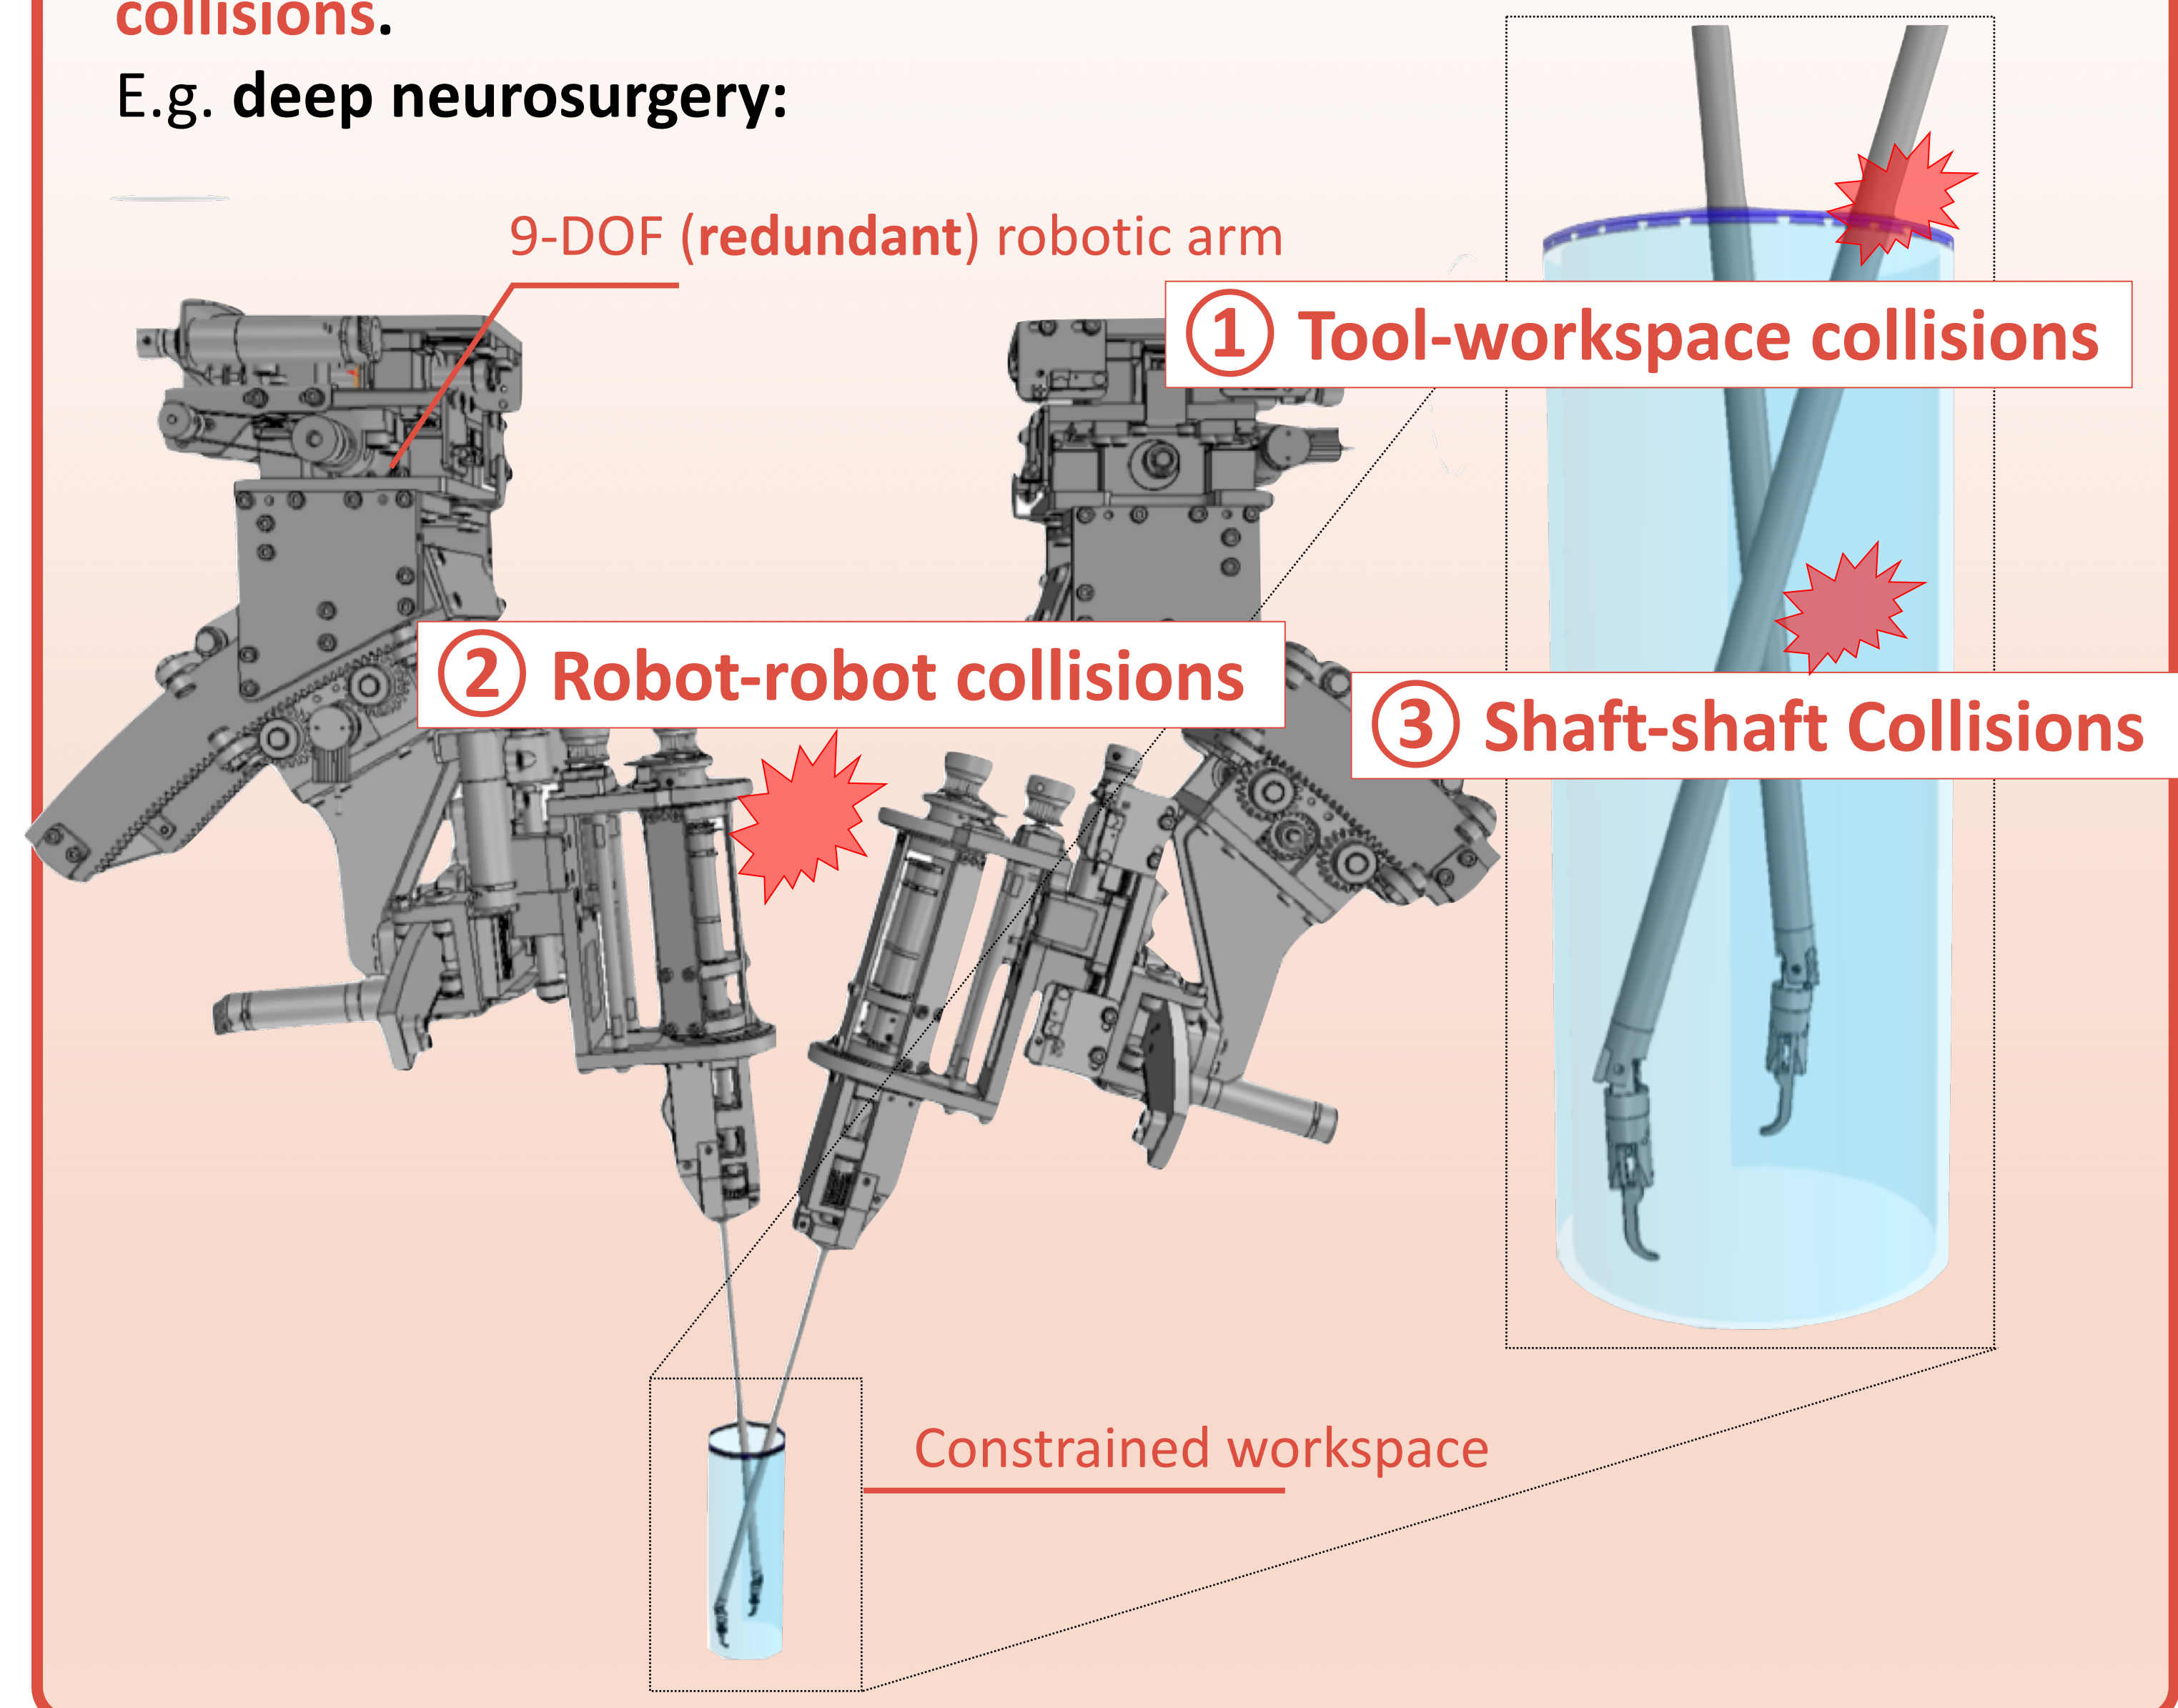 collisions.
E.g. deep neurosurgery:
9-DOF (redundant) robotic arm
① Tool-workspace collisions
② Robot-robot collisions
③ Shaft-shaft Collisions
Constrained workspace